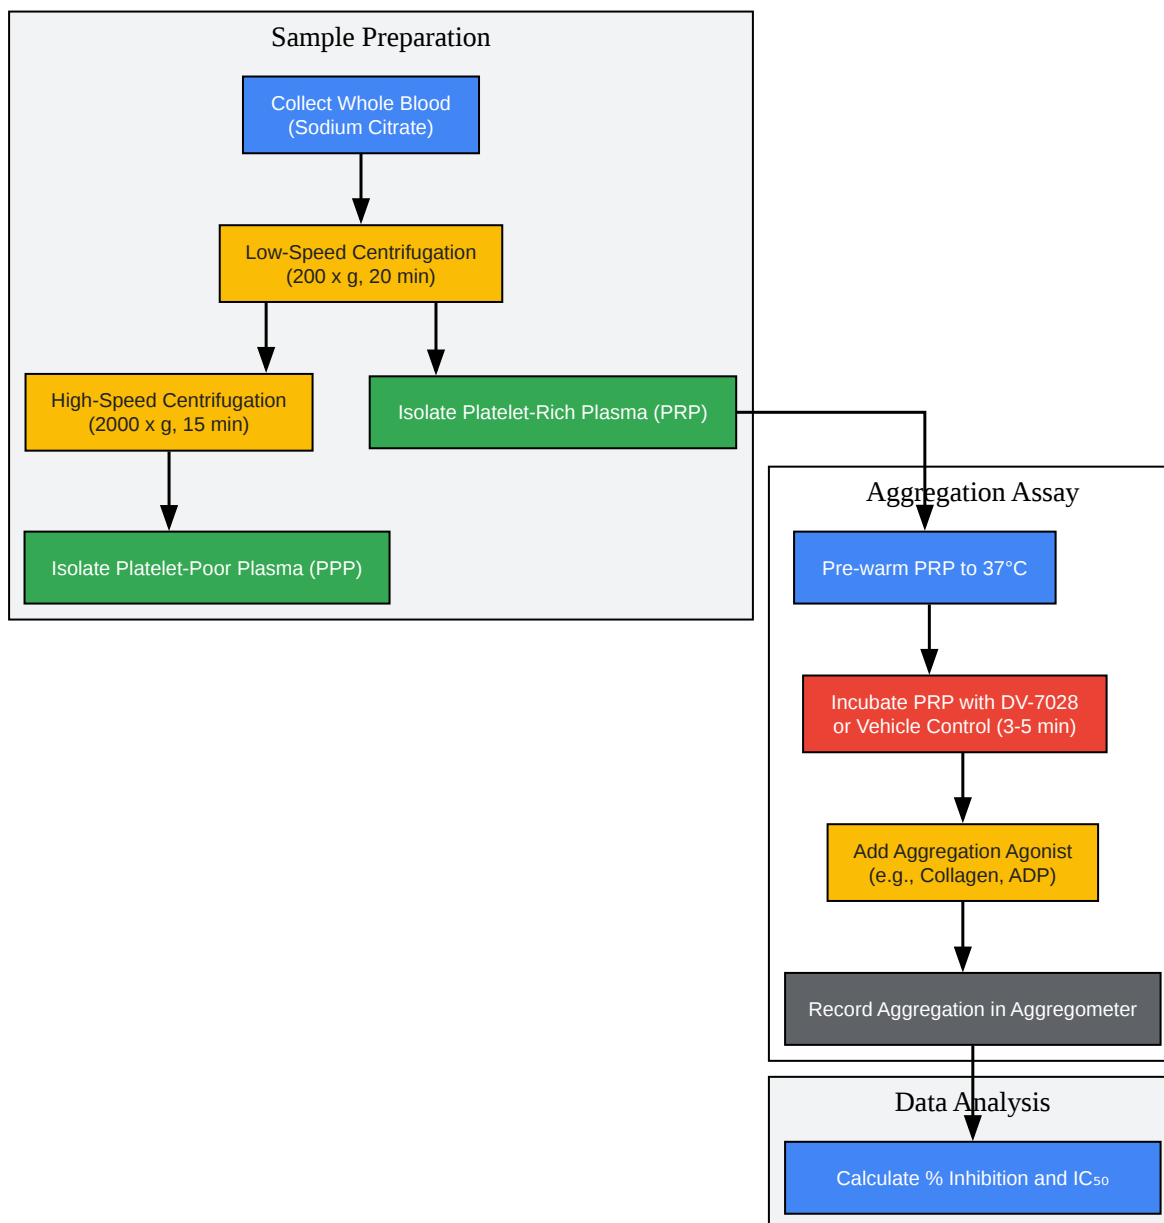 Sample Preparation
Collect Whole Blood
(Sodium Citrate)
Low-Speed Centrifugation
(200 x g, 20 min)
High-Speed Centrifugation
(2000 x g, 15 min)
Isolate Platelet-Rich Plasma (PRP)
Isolate Platelet-Poor Plasma (PPP)
Aggregation Assay
Pre-warm PRP to 37°C
Incubate PRP with DV-7028
or Vehicle Control (3-5 min)
Add Aggregation Agonist
(e.g., Collagen, ADP)
Record Aggregation in Aggregometer
Data Analysis
Calculate % Inhibition and IC₅₀